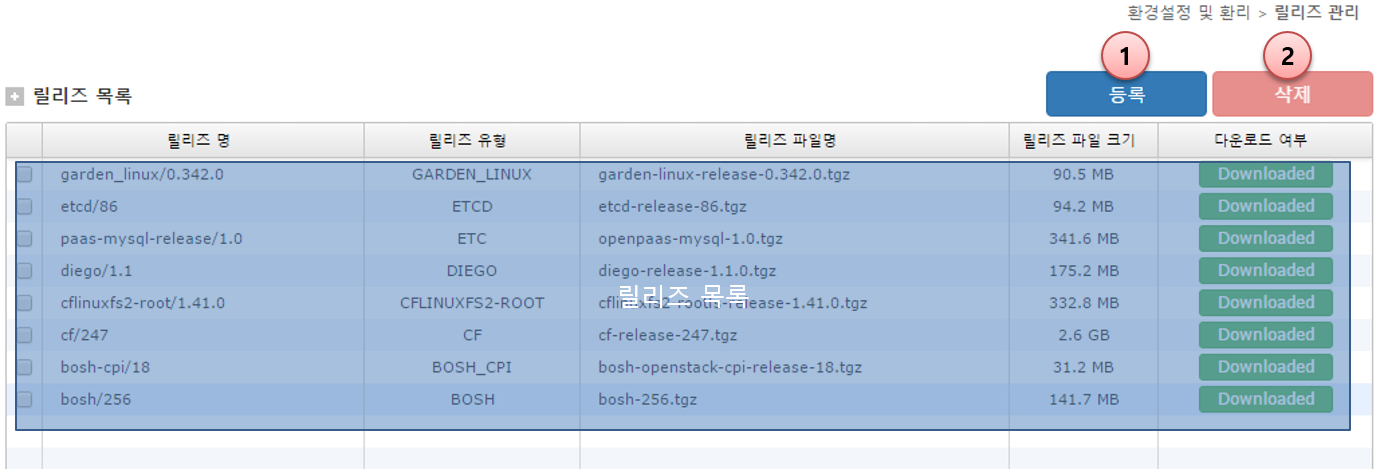 환경설정 및 환리 > 릴리즈 관리
1 2
릴리즈 목록 등록 삭제
릴리즈 명 릴리즈 유형 릴리즈 파일명 릴리즈 파일 크기 다운로드 여부
garden_linux/0.342.0 GARDEN_LINUX garden-linux-release-0.342.0.tgz 90.5 MB Downloaded
etcd/86 ETCD etcd-release-86.tgz 94.2 MB Downloaded
paas-mysql-release/1.0 ETC openpaas-mysql-1.0.tgz 341.6 MB Downloaded
diego/1.1 DIEGO diego-release-1.1.0.tgz 175.2 MB Downloaded
릴리즈 목록
cflinuxfs2-root/1.41.0 CFLINUXFS2-ROOT cflinuxfs2-rootfs-release-1.41.0.tgz 332.8 MB Downloaded
cf/247 CF cf-release-247.tgz 2.6 GB Downloaded
bosh-cpi/18 BOSH_CPI bosh-openstack-cpi-release-18.tgz 31.2 MB Downloaded
bosh/256 BOSH bosh-256.tgz 141.7 MB Downloaded